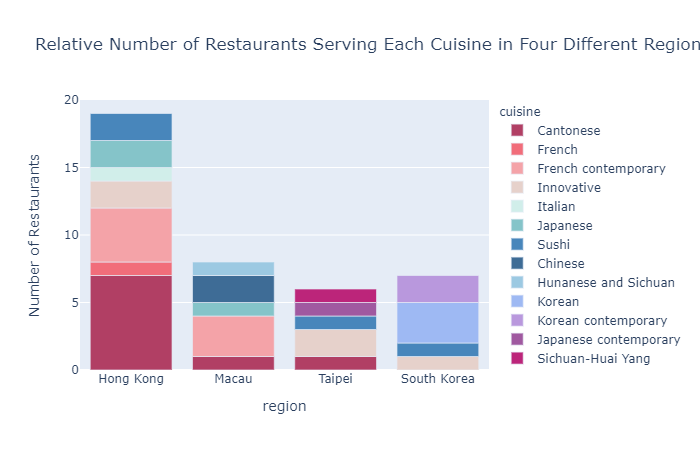 Relative Number of Restaurants Serving Each Cuisine in Four Different Region
Number of Restaurants
20
15
10
5
0
Hong Kong
Macau
Taipei
South Korea
region
cuisine
Cantonese
French
French contemporary
Innovative
Italian
Japanese
Sushi
Chinese
Hunanese and Sichuan
Korean
Korean contemporary
Japanese contemporary
Sichuan-Huai Yang